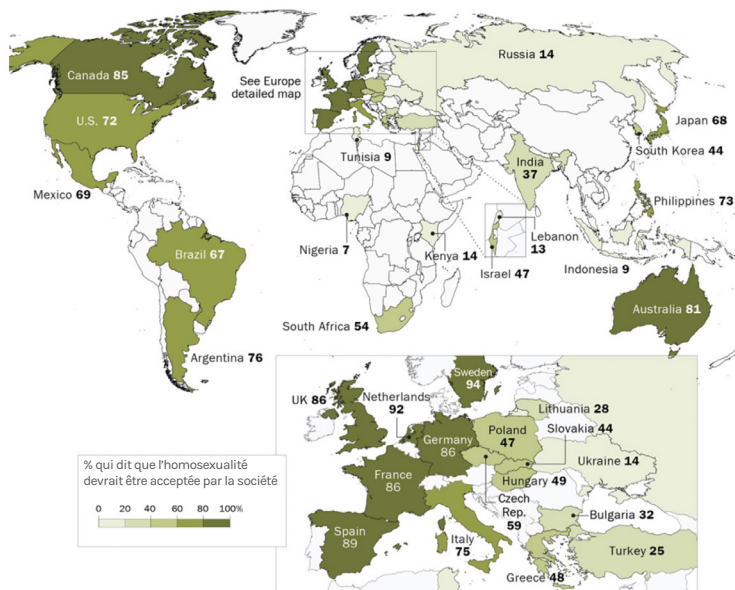 Canada 85
See Europe
detailed map
Russia 14
U.S. 72
Japan 68
South Korea 44
Tunisia 9
India
37
Mexico 69
Philippines 73
Brazil 67
Nigeria 7
Kenya 14
Lebanon
13
Israel 47
Indonesia 9
Australia 81
South Africa 54
Argentina 76
Sweden
94
UK 86
Netherlands
92
Lithuania 28
Slovakia 44
Poland
47
Germany
86
Ukraine 14
France
86
Hungary 49
Czech
Rep.
59
Bulgaria 32
Spain
89
Italy
75
Turkey 25
Greece 48
% qui dit que l'homosexualité
devrait être acceptée par la société
0 20 40 60 80 100%